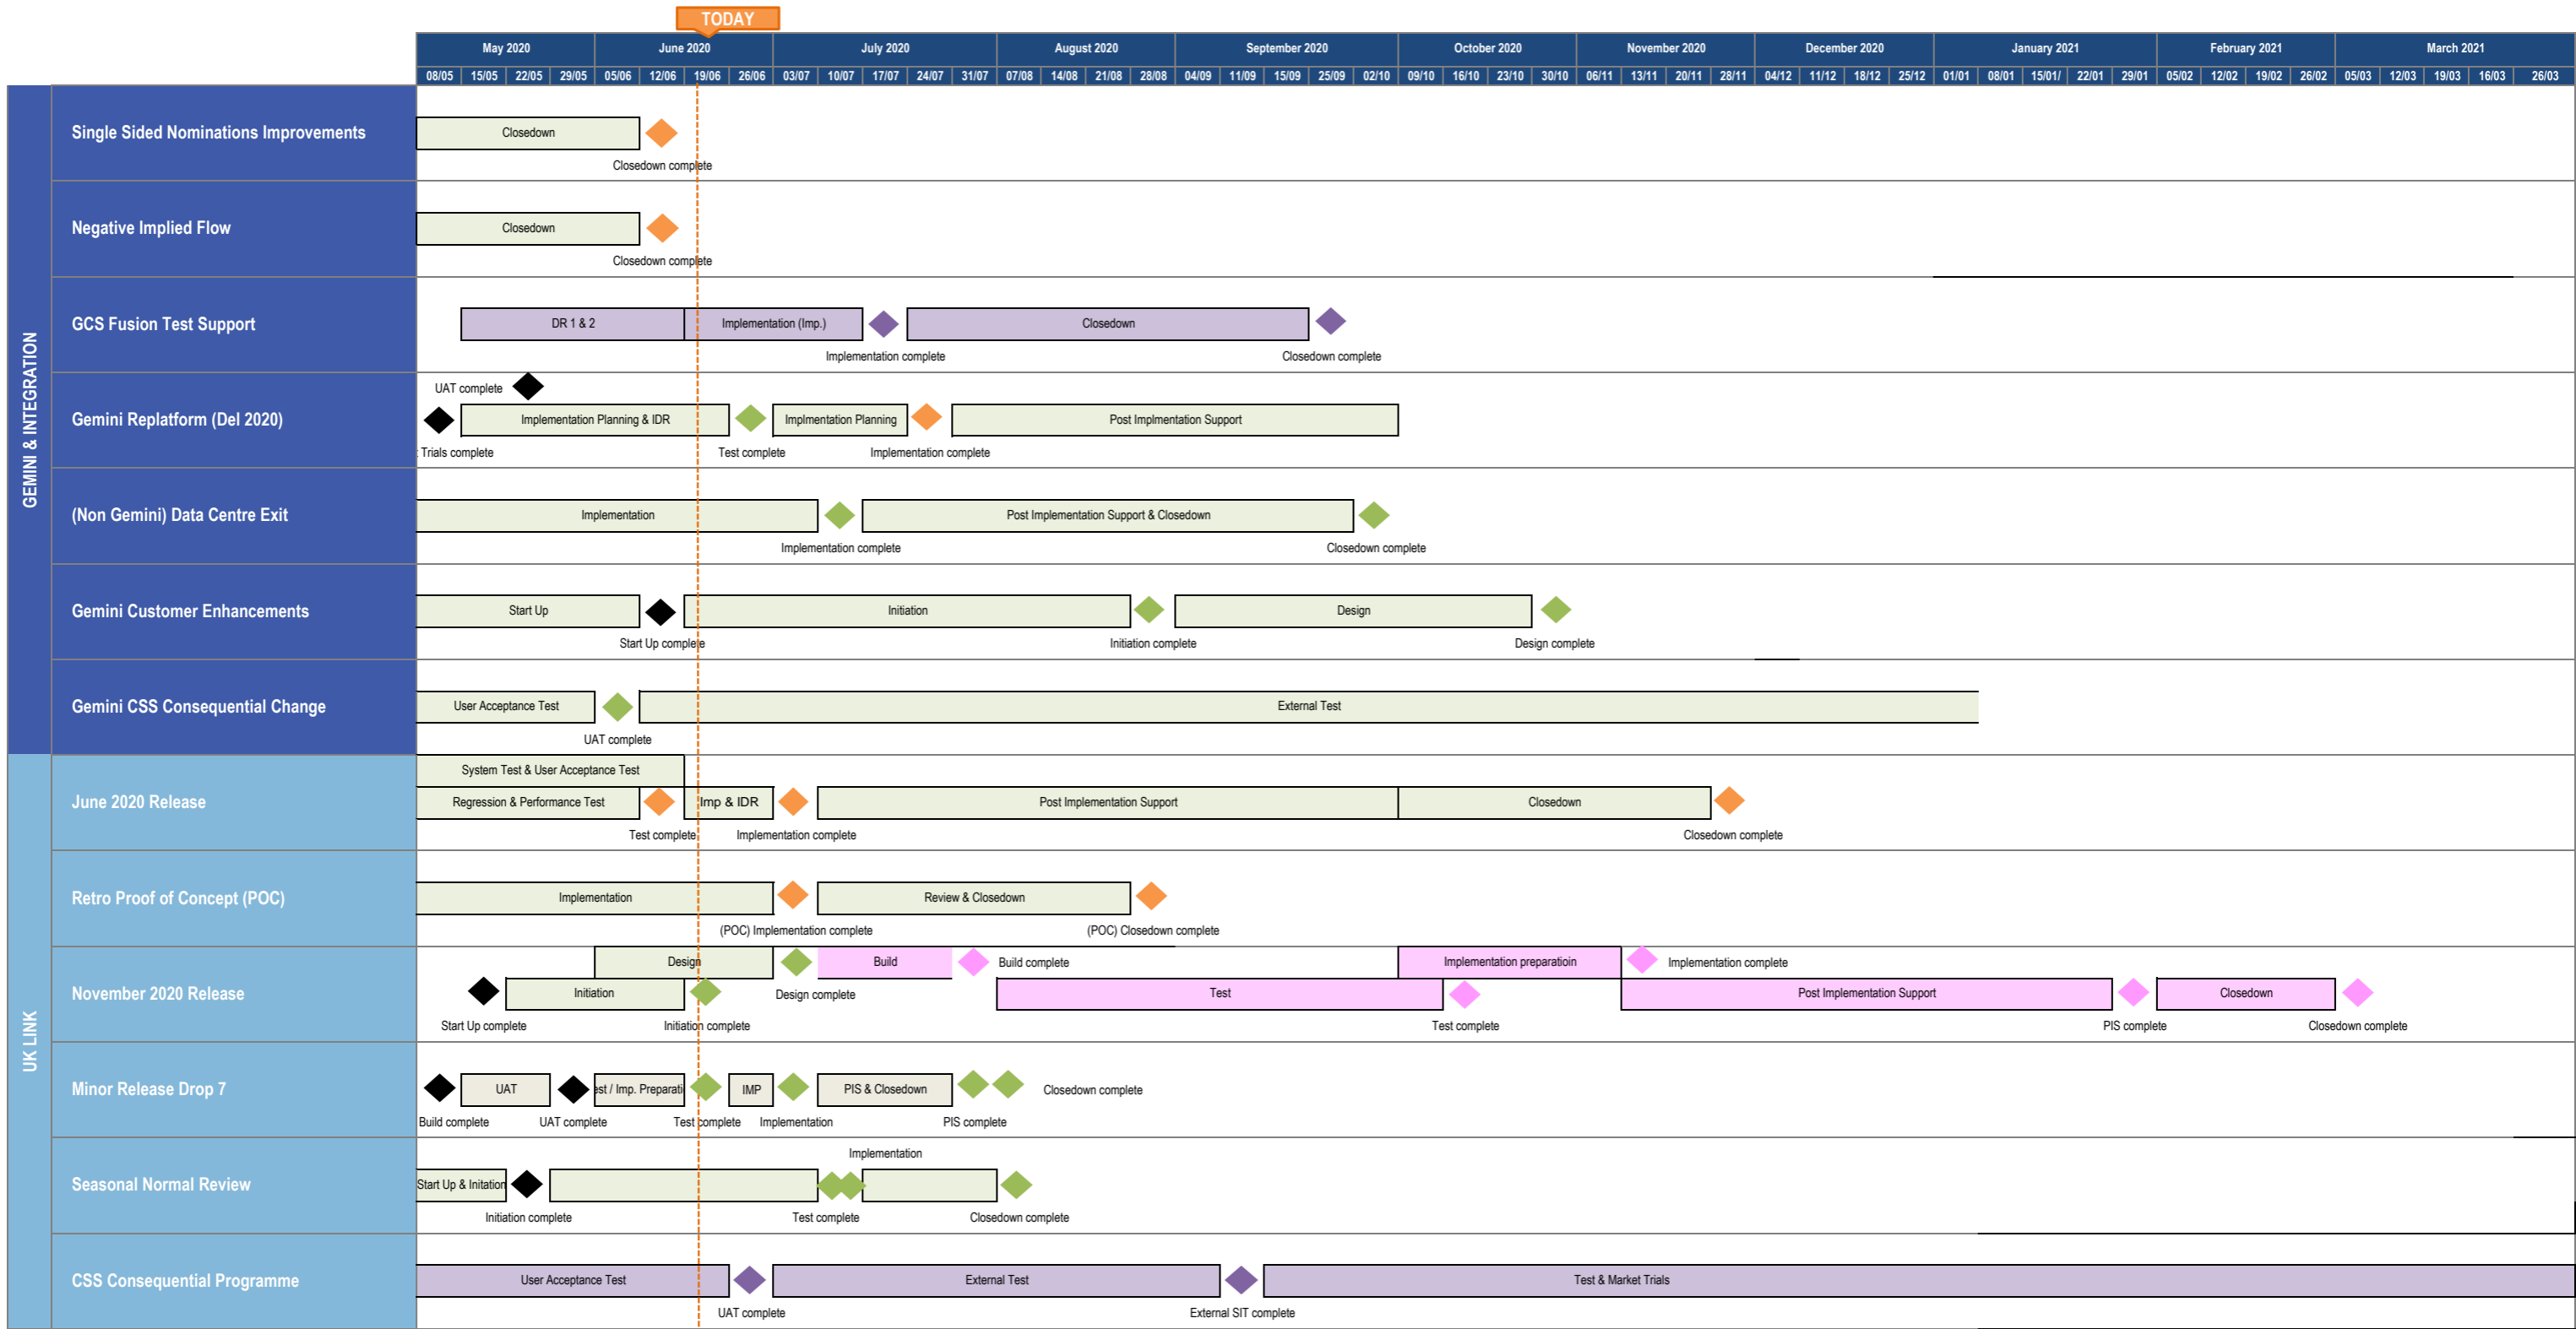 TODAY
May 2020 June 2020 July 2020 August 2020 September 2020 October 2020 November 2020 December 2020 January 2021 February 2021 March 2021
08/05 15/05 22/05 29/05 05/06 12/06 19/06 26/06 03/07 10/07 17/07 24/07 31/07 07/08 14/08 21/08 28/08 04/09 11/09 15/09 25/09 02/10 09/10 16/10 23/10 30/10 06/11 13/11 20/11 28/11 04/12 11/12 18/12 25/12 01/01 08/01 15/01/ 22/01 29/01 05/02 12/02 19/02 26/02 05/03 12/03 19/03 16/03 26/03
GEMINI & INTEGRATION
Single Sided Nominations Improvements
Closedown
Closedown complete
Negative Implied Flow
Closedown
Closedown complete
GCS Fusion Test Support
DR 1 & 2 Implementation (Imp.) Closedown
Implementation complete Closedown complete
UAT complete
Gemini Replatform (Del 2020)
Implementation Planning & IDR Implmentation Planning Post Implmentation Support
: Trials complete Test complete Implementation complete
(Non Gemini) Data Centre Exit
Implementation Post Implementation Support & Closedown
Implementation complete Closedown complete
Gemini Customer Enhancements
Start Up Initiation Design
Start Up complete Initiation complete Design complete
Gemini CSS Consequential Change
User Acceptance Test External Test
UAT complete
UK LINK
System Test & User Acceptance Test
June 2020 Release
Regression & Performance Test Imp & IDR Post Implementation Support Closedown
Test complete Implementation complete Closedown complete
Retro Proof of Concept (POC)
Implementation Review & Closedown
(POC) Implementation complete (POC) Closedown complete
Design Build Build complete Implementation preparatioin Implementation complete
November 2020 Release
Initiation Design complete Test Post Implementation Support Closedown
Start Up complete Initiation complete Test complete PIS complete Closedown complete
Minor Release Drop 7
UAT est / Imp. Preparati IMP PIS & Closedown Closedown complete
Build complete UAT complete Test complete Implementation PIS complete
Implementation
Seasonal Normal Review
Start Up & Initation
Initiation complete Test complete Closedown complete
CSS Consequential Programme
User Acceptance Test External Test Test & Market Trials
UAT complete External SIT complete